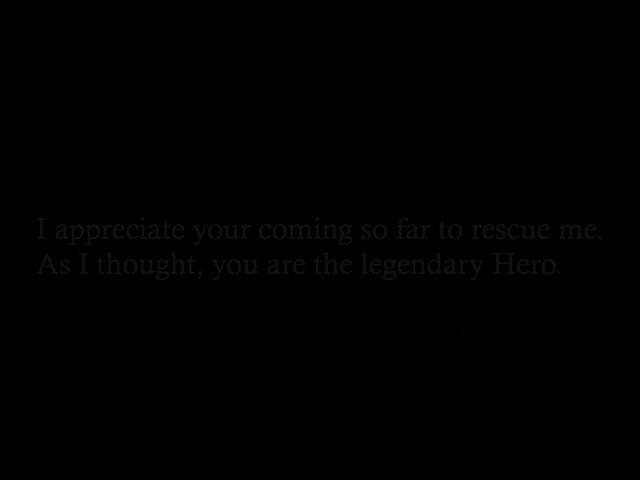 I appreciate your coming so far to rescue me.
As I thought, you are the legendary Hero.